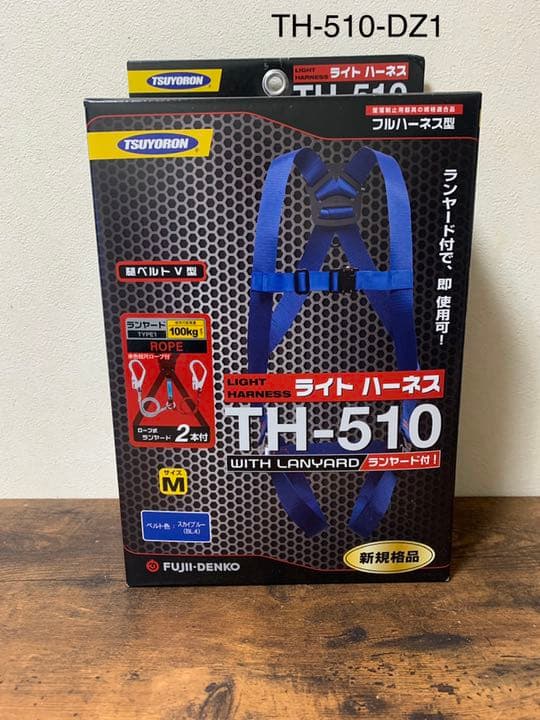 TH-510-DZ1
TSUYORON
LIGHT
HARNESS
ライト ハーネス
TH-510
TSUYORON
墜落制止用器具の規格適合品
フルハーネス型
ランヤード付で、即 使用可!
腿ベルト V 型
ランヤード
TYPE1
100kg
ROPE
ロープ式
ランヤード 2本付
LIGHT
HARNESS
ライト ハーネス
TH-510
WITH LANYARD
ランヤード付!
サイズ
M
ベルト色:スカイブルー
(BL4)
新規格品
FUJII-DENKO